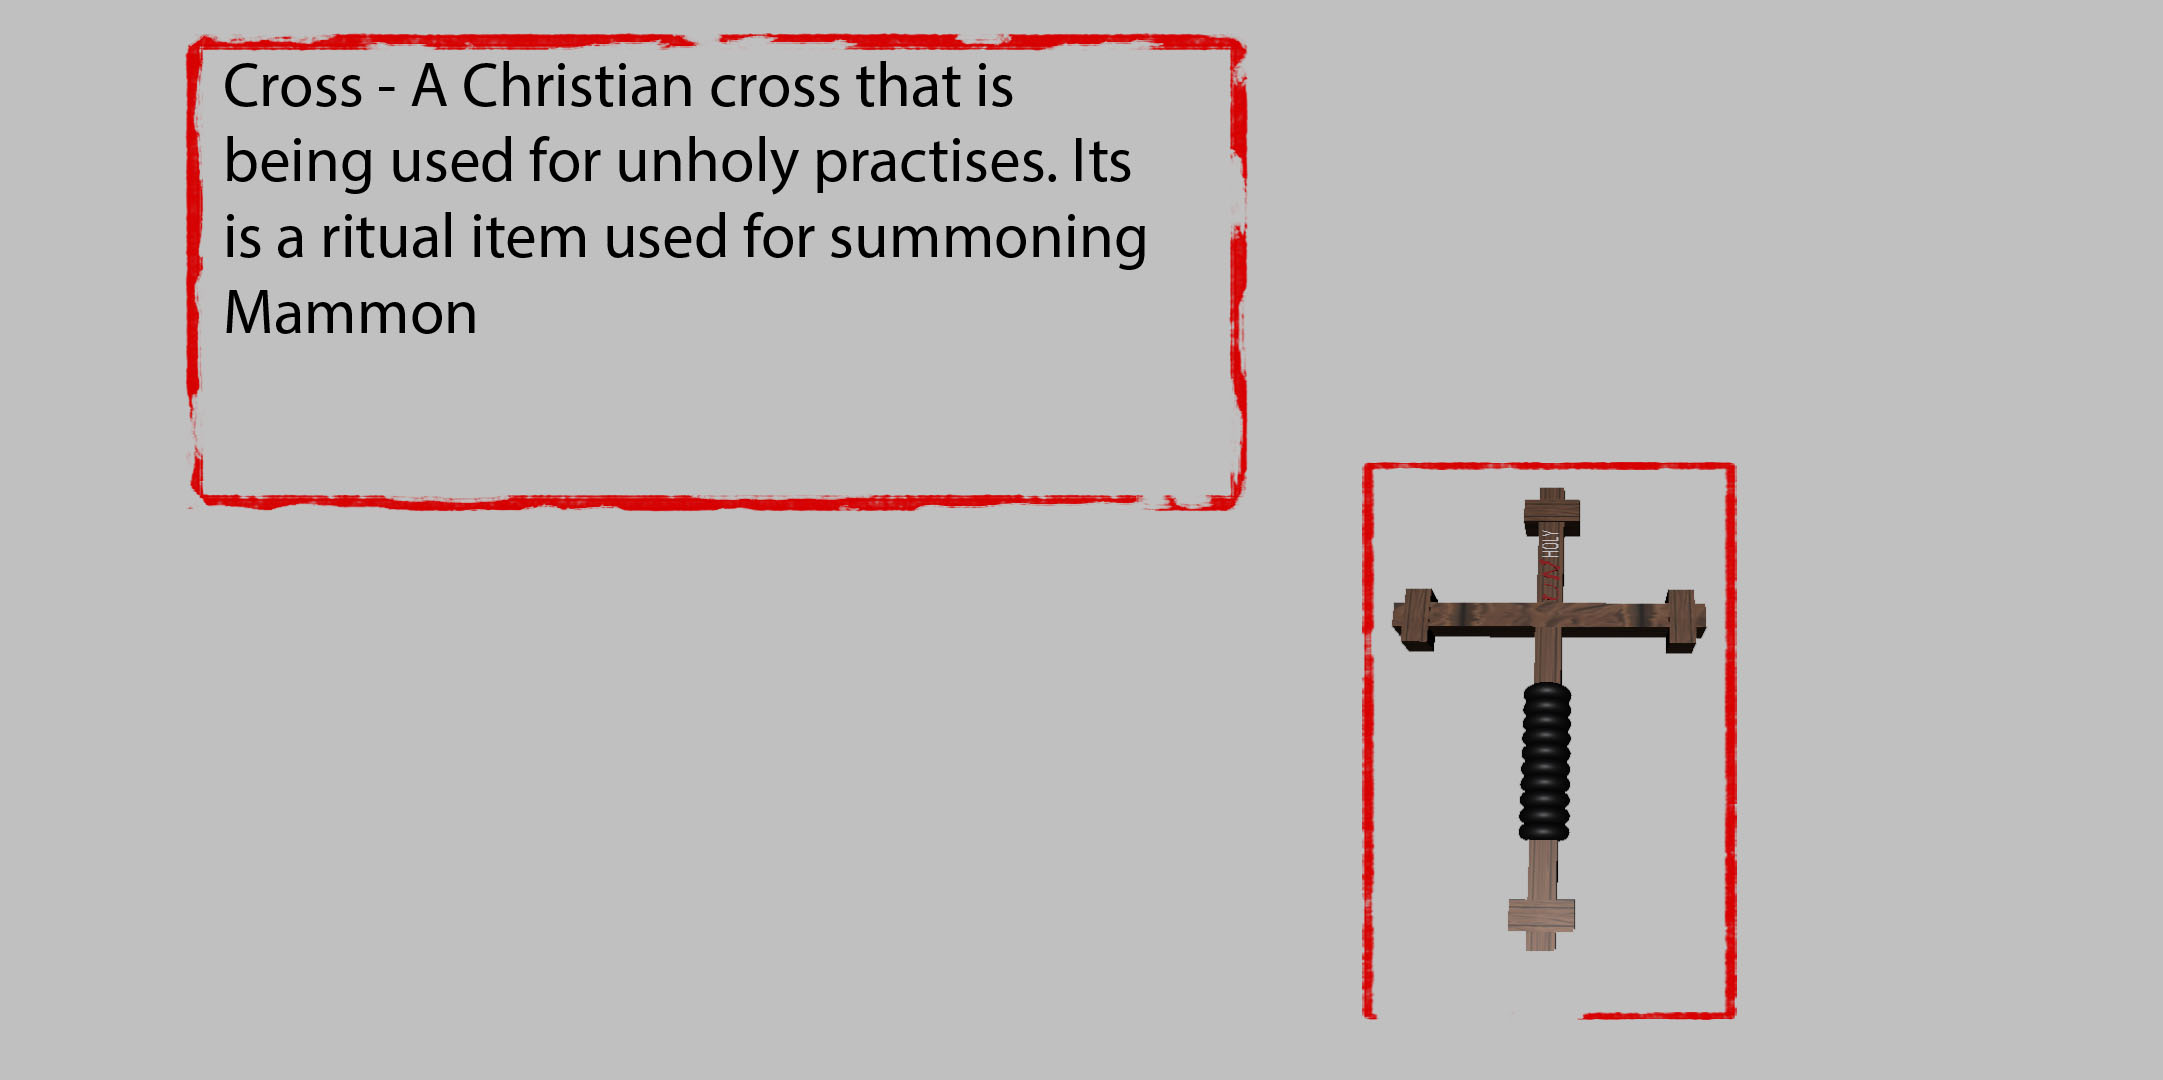 Cross - A Christian cross that is
being used for unholy practises. Its
is a ritual item used for summoning
Mammon
HOLY